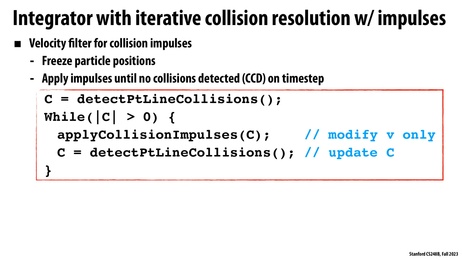 Integrator with iterative collision resolution w/ impulses
■ Velocity filter for collision impulses
- Freeze particle positions
- Apply impulses until no collisions detected (CCD) on timestep
C = detectPtLineCollisions();
While(|C| > 0) {
applyCollisionImpulses(C); // modify v only
C = detectPtLineCollisions(); // update C
}
Stanford CS248B, Fall 2023